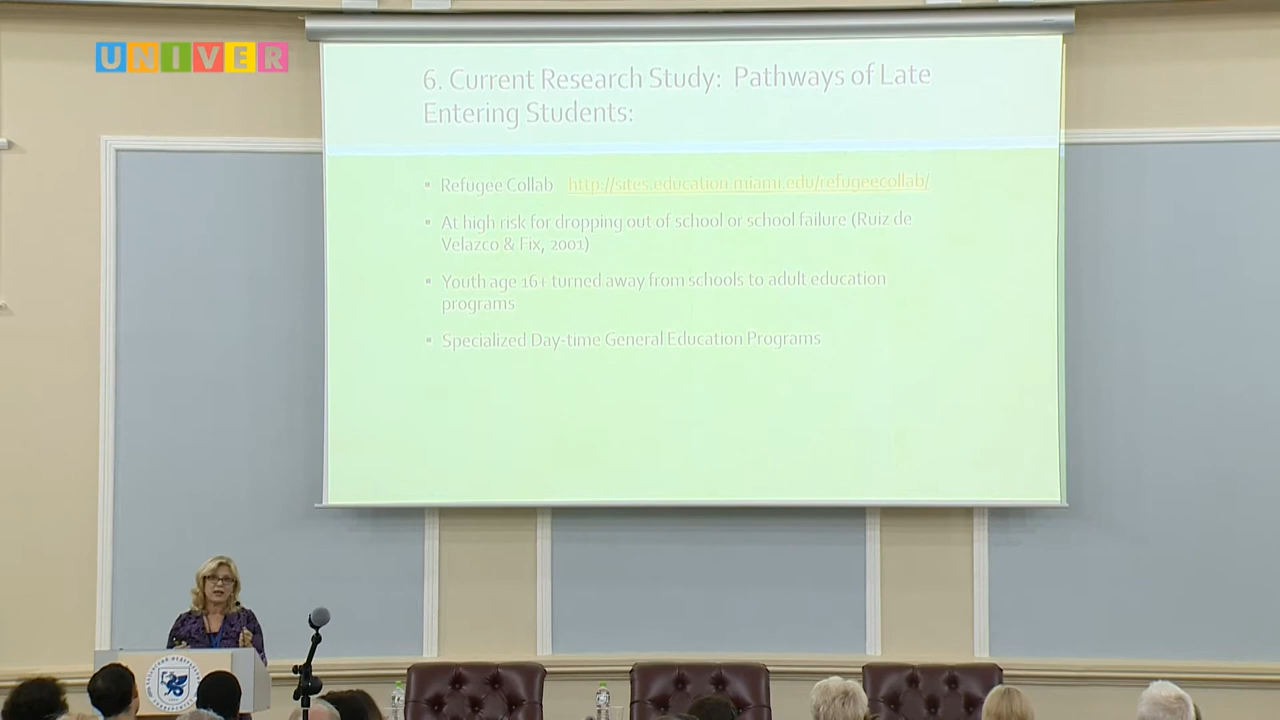 UNIVER
6. Current Research Study: Pathways of Late
Entering Students:
▪ Refugee Collab http://sites.education.miami.edu/refugeecollab/
▪ At high risk for dropping out of school or school failure (Ruiz de
Velazco & Fix, 2001)
▪ Youth age 16+ turned away from schools to adult education
programs
▪ Specialized Day-time General Education Programs